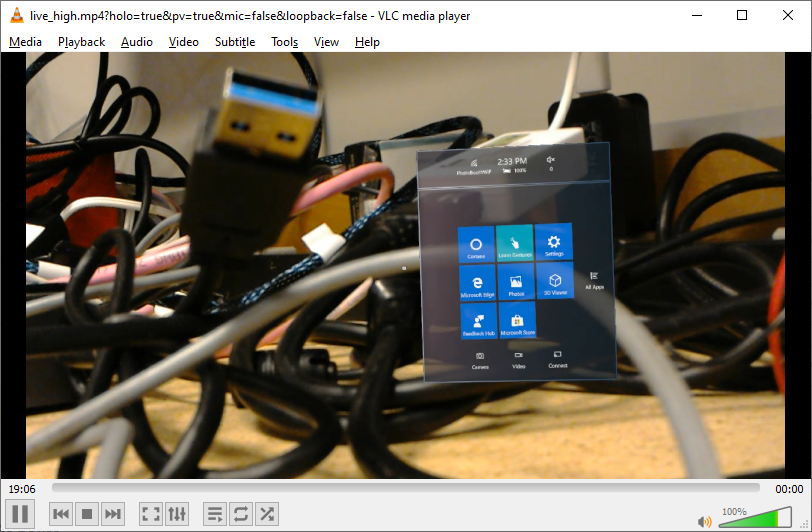 live_high.mp4?holo=true&pv=true&mic=false&loopback=false - VLC media player
Media Playback Audio Video Subtitle Tools View Help
2:33 PM
PhotoBoothWiF 100% 0
Cortana Learn Gestures Settings
Microsoft Edge Photos 3D Viewer All Apps
Feedback Hub Microsoft Store
Camera Video Connect
19:06 00:00
100%